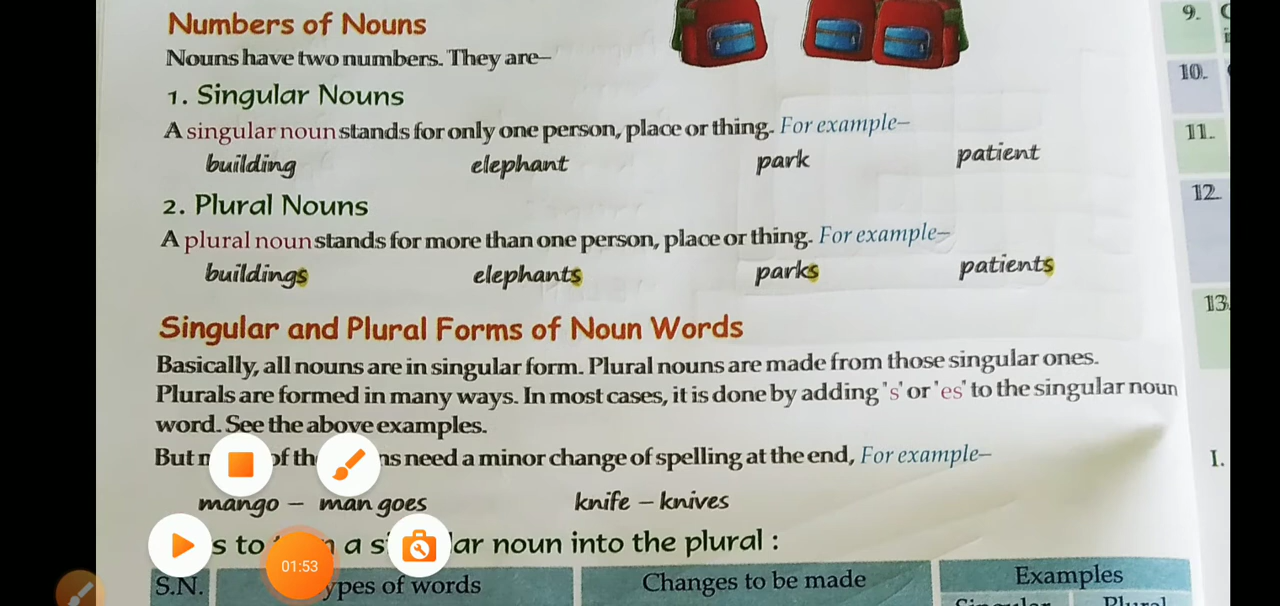 Numbers of Nouns
Nouns have two numbers. They are–
1. Singular Nouns
A singular noun stands for only one person, place or thing. For example–
building elephant park patient
2. Plural Nouns
A plural noun stands for more than one person, place or thing. For example–
buildings elephants parks patients
Singular and Plural Forms of Noun Words
Basically, all nouns are in singular form. Plural nouns are made from those singular ones.
Plurals are formed in many ways. In most cases, it is done by adding 's' or 'es' to the singular noun
word. See the above examples.
But of need a minor change of spelling at the end, For example–
mango – man goes knife – knives
to a noun into the plural :
S.N. of words Changes to be made Examples
Singular Plural
01:53
9.
10.
11.
12.
13.
I.